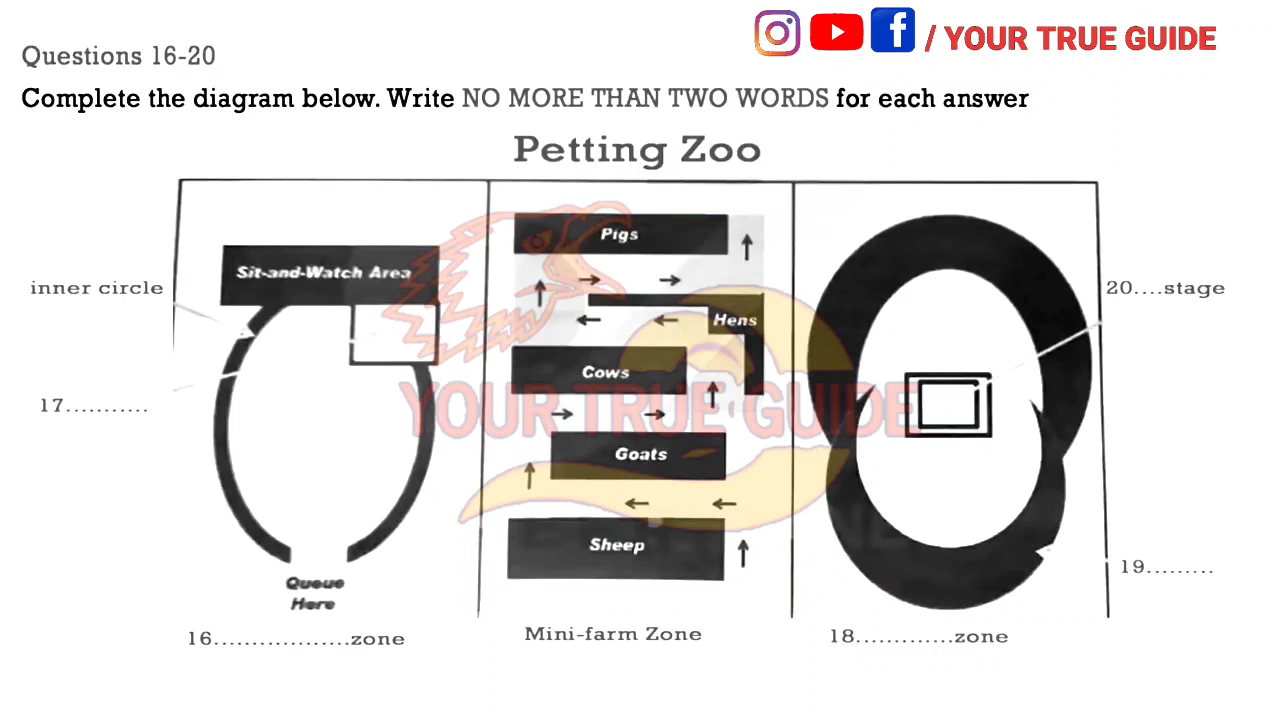 / YOUR TRUE GUIDE
Questions 16-20
Complete the diagram below. Write NO MORE THAN TWO WORDS for each answer
Petting Zoo
Pigs
Sit-and-Watch Area
inner circle
20....stage
Hens
Cows
YOUR TRUE GUIDE
17...........
Goats
Sheep
19.........
Queue
Here
16..................zone
Mini-farm Zone
18.............zone